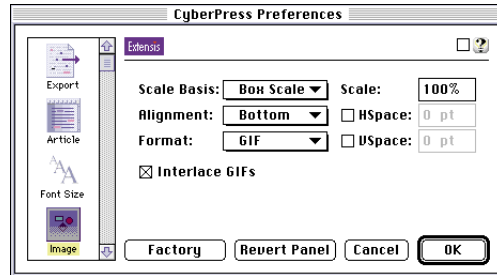 CyberPress Preferences
Extensis
?
Export
Scale Basis: Box Scale Scale: 100%
Article
Alignment: Bottom HSpace: 0 pt
Format: GIF VSpace: 0 pt
AAA
Font Size
Interlace GIFs
Image
Factory Revert Panel Cancel OK